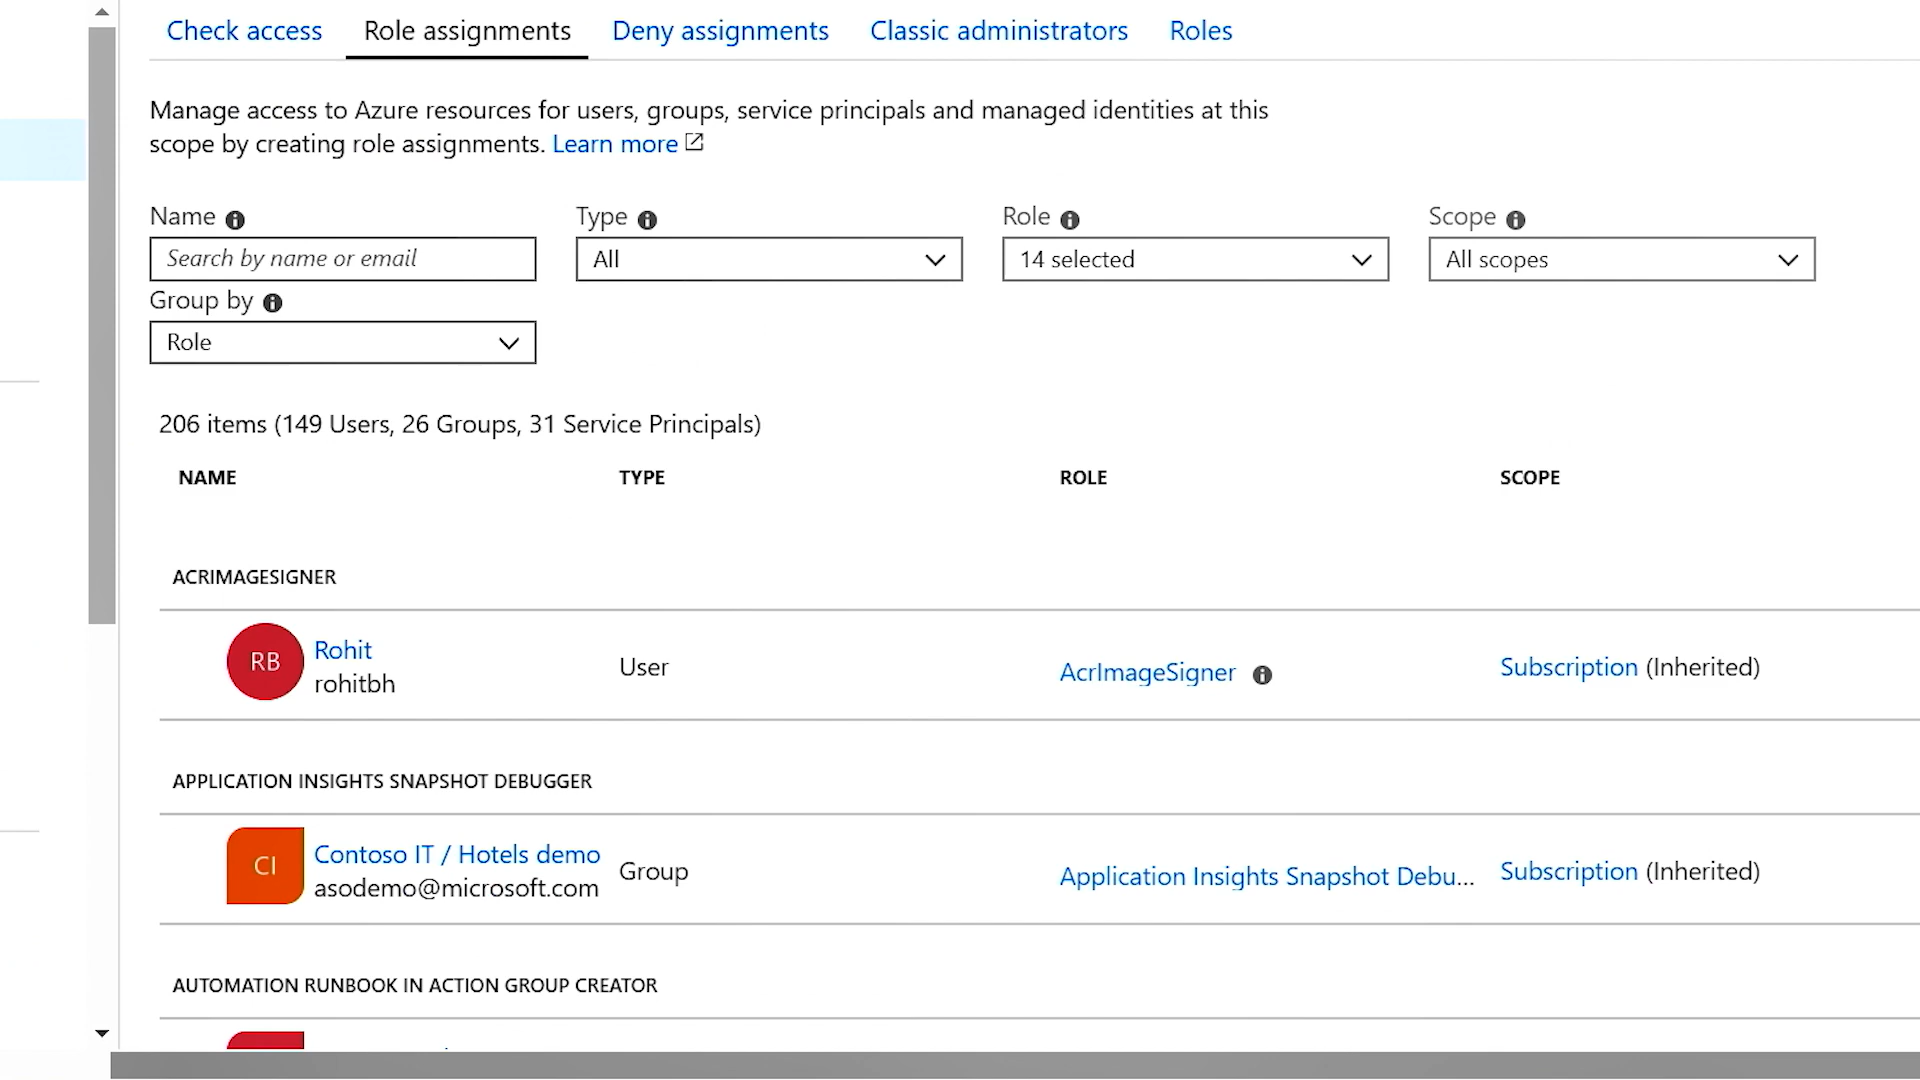 Check access Role assignments Deny assignments Classic administrators Roles
Manage access to Azure resources for users, groups, service principals and managed identities at this
scope by creating role assignments. Learn more
Name Type Role Scope
Search by name or email All 14 selected All scopes
Group by
Role
206 items (149 Users, 26 Groups, 31 Service Principals)
NAME TYPE ROLE SCOPE
ACRIMAGESIGNER
RB Rohit
rohitbh User AcrImageSigner Subscription (Inherited)
APPLICATION INSIGHTS SNAPSHOT DEBUGGER
CI Contoso IT / Hotels demo
asodemo@microsoft.com Group Application Insights Snapshot Debu... Subscription (Inherited)
AUTOMATION RUNBOOK IN ACTION GROUP CREATOR